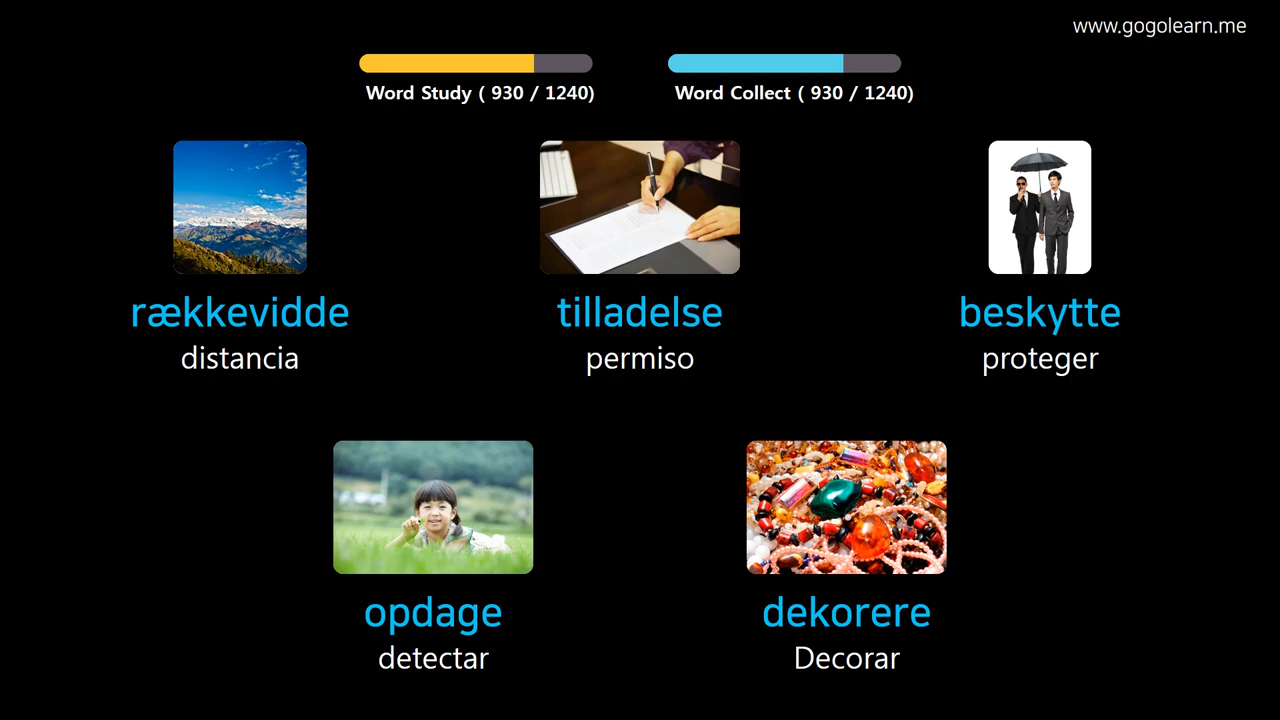 www.gogolearn.me
Word Study ( 930 / 1240)
Word Collect ( 930 / 1240)
rækkevidde
distancia
tilladelse
permiso
beskytte
proteger
opdage
detectar
dekorere
Decorar